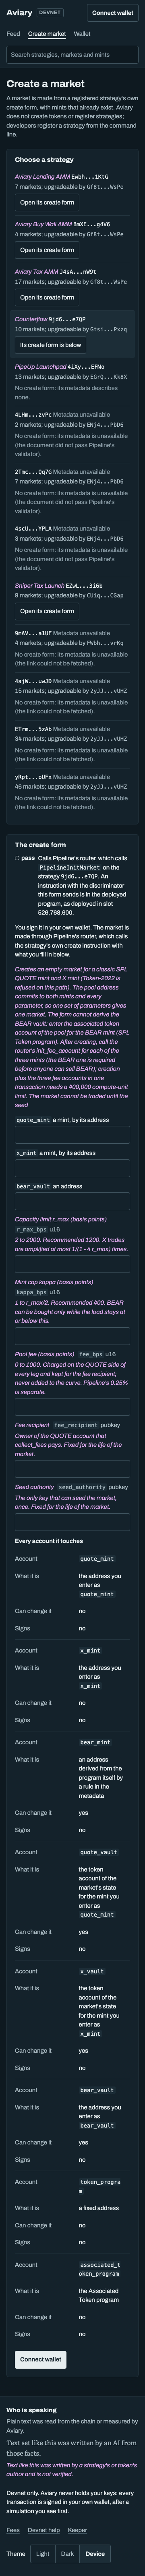 Aviary DEVNET Connect wallet
Feed Create market Wallet
Search strategies, markets and mints
Create a market
A market is made from a registered strategy's own
create form, with what already exist. Aviary does
not create tokens or register strategies;
developers register a strategy from the command
line.
Choose a strategy
Aviary Lending AMM
7 markets; upgradeable by Gf8t...WsPe
Open its create form
Aviary Buy Wall AMM
4 markets; upgradeable by Gf8t...WsPe
Open its create form
Aviary Tax AMM
17 markets; upgradeable by Gf8t...WsPe
Open its create form
Counterflow 9jd6...e7QP
10 markets; upgradeable by Gtsi...Pxzq
Its create form is below
PipeUp Launchpad 4iXy...EFNo
13 markets; upgradeable by EGrQ...Kk8X
No create form: its metadata describes
none.
4LHm...zvPc Metadata unavailable
2 markets; upgradeable by ENj4...PbD6
No create form: its metadata is unavailable
(the document did not pass Pipeline's
validator).
2Tmc...Qq7G Metadata unavailable
7 markets; upgradeable by ENj4...PbD6
No create form: its metadata is unavailable
(the document did not pass Pipeline's
validator).
4scU...YPLA Metadata unavailable
3 markets; upgradeable by ENj4...PbD6
No create form: its metadata is unavailable
(the document did not pass Pipeline's
validator).
Sniper Tax Launch EZwL...3i6b
9 markets; upgradeable by CUiq...CGap
Open its create form
9mAV...a1UF Metadata unavailable
4 markets; upgradeable by FWbh...vrKq
No create form: its metadata is unavailable
(the link could not be fetched).
4ajW...uwJD Metadata unavailable
15 markets; upgradeable by 2yJJ...vUHZ
No create form: its metadata is unavailable
(the link could not be fetched).
ETrm...5zAb Metadata unavailable
34 markets; upgradeable by 2yJJ...vUHZ
No create form: its metadata is unavailable
(the link could not be fetched).
yRpt...oUFx Metadata unavailable
48 markets; upgradeable by 2yJJ...vUHZ
No create form: its metadata is unavailable
(the link could not be fetched).
The create form
pass Calls Pipeline's router, which calls
PipelineInitMarket on the
strategy 9jd6...e7QP. An
instruction with the discriminator
this form sends is in the deployed
program, as deployed in slot
526,768,600.
You sign it in your own wallet. The market is
made through Pipeline's router, which calls
the strategy's own create instruction with
what you fill in below.
Creates an empty market for a classic SPL
QUOTE mint and X mint (Token-2022 is
refused on this path). The pool address
commits to both mints and every
parameter, so one set of parameters gives
one market. The form cannot derive the
BEAR vault: enter the associated token
account of the pool for the BEAR mint (SPL
Token program). After creating, call the
router's init_fee_account for each of the
three mints (the BEAR one is required
before anyone can sell BEAR); creation
plus the three fee accounts in one
transaction needs a 400,000 compute-unit
limit. The market cannot be traded until the
seed
quote_mint a mint, by its address
x_mint a mint, by its address
bear_vault an address
Capacity limit r_max (basis points)
r_max_bps u16
2 to 2000. Recommended 1200. X trades
are amplified at most 1/(1 - 4 r_max) times.
Mint cap kappa (basis points)
kappa_bps u16
1 to r_max/2. Recommended 400. BEAR
can be bought only while the load stays at
or below this.
Pool fee (basis points) fee_bps u16
0 to 1000. Charged on the QUOTE side of
every leg and kept for the fee recipient;
never added to the curve. Pipeline's 0.25%
is separate.
Fee recipient fee_recipient pubkey
Owner of the QUOTE account that
collect_fees pays. Fixed for the life of the
market.
Seed authority seed_authority pubkey
The only key that can seed the market,
once. Fixed for the life of the market.
Every account it touches
Account quote_mint
What it is the address you
enter as
quote_mint
Can change it no
Signs no
Account x_mint
What it is the address you
enter as
x_mint
Can change it no
Signs no
Account bear_mint
What it is an address
derived from the
program itself by
a rule in the
metadata
Can change it yes
Signs no
Account quote_vault
What it is the token
account of the
market's state
for the mint you
enter as
quote_mint
Can change it yes
Signs no
Account x_vault
What it is the token
account of the
market's state
for the mint you
enter as
x_mint
Can change it yes
Signs no
Account bear_vault
What it is the address you
enter as
bear_vault
Can change it yes
Signs no
Account token_progra
m
What it is a fixed address
Can change it no
Signs no
Account associated_t
oken_program
What it is the Associated
Token program
Can change it no
Signs no
Connect wallet
Who is speaking
Plain text was read from the chain or measured by
Aviary.
Text set like this was written by an AI from
those facts.
Text like this was written by a strategy's or token's
author and is not verified.
Devnet only. Aviary never holds your keys: every
transaction is signed in your own wallet, after a
simulation you see first.
Fees Devnet help Keeper
Theme Light Dark Device